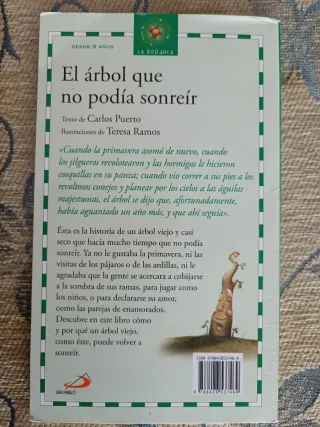 LA BRÚJULA
DESDE 8 AÑOS
El árbol que
no podía sonreír
Texto de Carlos Puerto
Ilustraciones de Teresa Ramos
«Cuando la primavera asomó de nuevo, cuando
los jilgueros revolotearon y las hormigas le hicieron
cosquillas en su panza; cuando vio correr a sus pies a los
revoltosos conejos y planear por los cielos a las águilas
majestuosas, el árbol se dijo que, afortunadamente,
había aguantado un año más, y que ahí seguía».
Ésta es la historia de un árbol viejo y casi
seco que hacía mucho tiempo que no podía
sonreír. Ya no le gustaba la primavera, ni las
visitas de los pájaros o de las ardillas, ni le
agradaba que la gente se acercara a cobijarse
a la sombra de sus ramas, para jugar como
los niños, o para declararse su amor,
como las parejas de enamorados.
Descubre en este libro cómo
y por qué un árbol viejo,
como éste, puede volver a
sonreír.
SAN PABLO